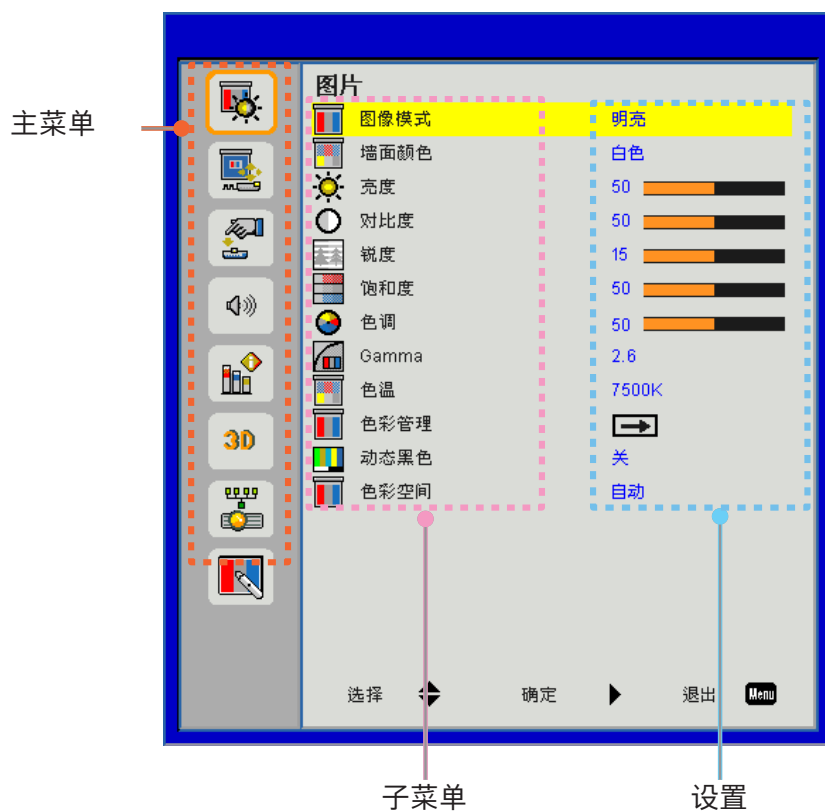 图片
主菜单
图像模式 明亮
墙面颜色 白色
亮度 50
对比度 50
锐度 15
饱和度 50
色调 50
Gamma 2.6
色温 7500K
色彩管理
动态黑色 关
色彩空间 自动
3D
选择 确定 退出 Menu
子菜单 设置